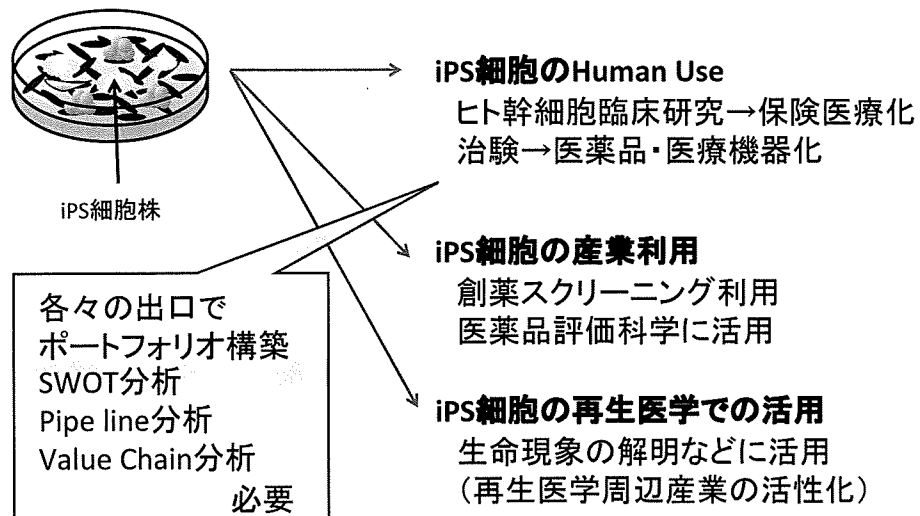 iPS細胞株
iPS細胞のHuman Use
ヒト幹細胞臨床研究→保険医療化
治験→医薬品・医療機器化
iPS細胞の産業利用
創薬スクリーニング利用
医薬品評価科学に活用
iPS細胞の再生医学での活用
生命現象の解明などに活用
（再生医学周辺産業の活性化）
各々の出口で
ポートフォリオ構築
SWOT分析
Pipe line分析
Value Chain分析
必要